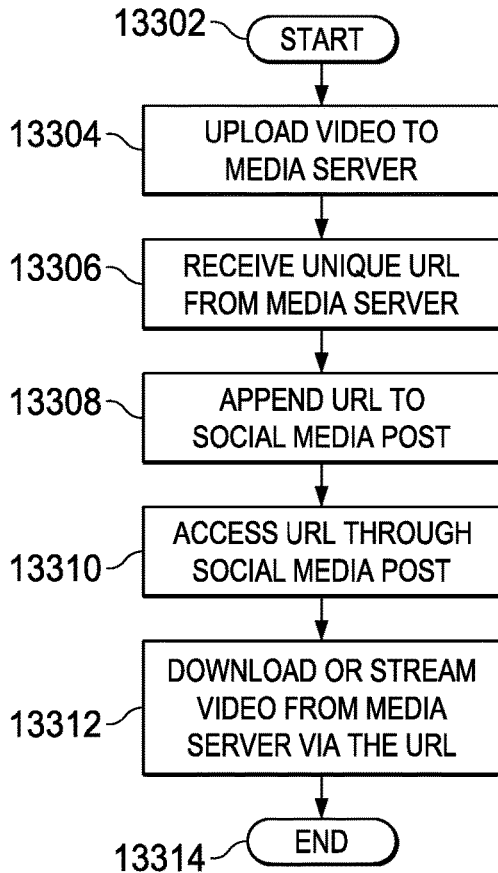 13302
START
13304
UPLOAD VIDEO TO
MEDIA SERVER
13306
RECEIVE UNIQUE URL
FROM MEDIA SERVER
13308
APPEND URL TO
SOCIAL MEDIA POST
13310
ACCESS URL THROUGH
SOCIAL MEDIA POST
13312
DOWNLOAD OR STREAM
VIDEO FROM MEDIA
SERVER VIA THE URL
13314
END